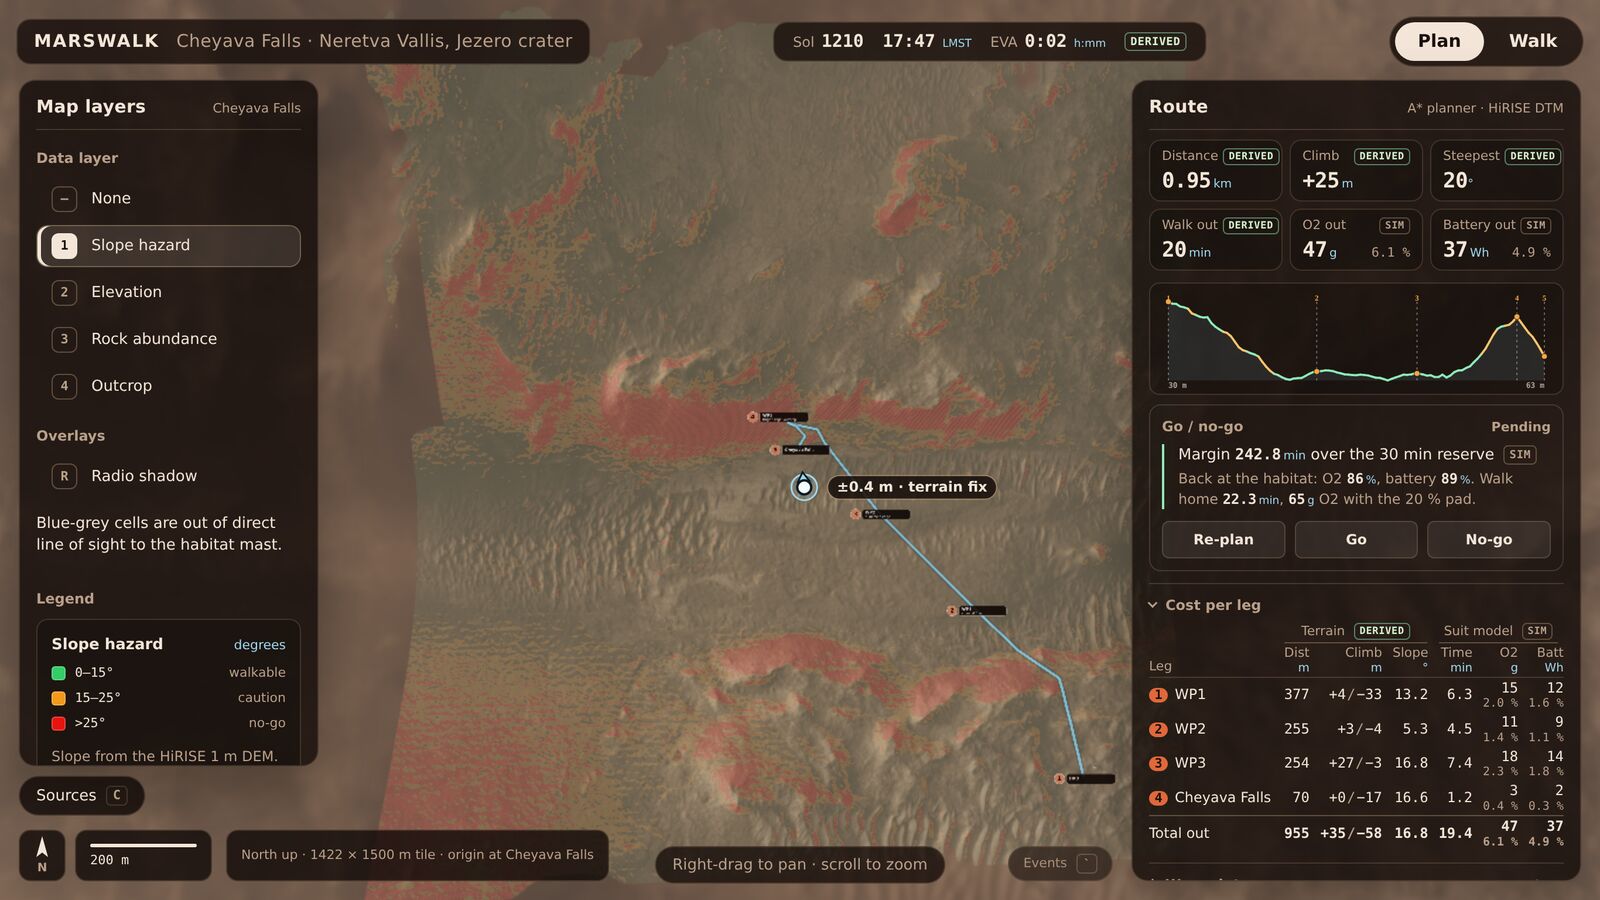 MARSWALK Cheyava Falls · Neretva Vallis, Jezero crater
Sol 1210 17:47 LMST EVA 0:02 h:mm DERIVED
Plan Walk
Map layers Cheyava Falls
Data layer
– None
1 Slope hazard
2 Elevation
3 Rock abundance
4 Outcrop
Overlays
R Radio shadow
Blue-grey cells are out of direct
line of sight to the habitat mast.
Legend
Slope hazard degrees
0–15° walkable
15–25° caution
>25° no-go
Slope from the HiRISE 1 m DEM.
Sources C
N
200 m
North up · 1422 × 1500 m tile · origin at Cheyava Falls
±0.4 m · terrain fix
Right-drag to pan · scroll to zoom
Events `
Route A* planner · HiRISE DTM
Distance DERIVED
0.95 km
Climb DERIVED
+25 m
Steepest DERIVED
20°
Walk out DERIVED
20 min
O2 out SIM
47 g 6.1 %
Battery out SIM
37 Wh 4.9 %
2 3 4 5
30 m 63 m
Go / no-go Pending
Margin 242.8 min over the 30 min reserve SIM
Back at the habitat: O2 86 %, battery 89 %. Walk
home 22.3 min, 65 g O2 with the 20 % pad.
Re-plan Go No-go
Cost per leg
Terrain DERIVED Suit model SIM
Leg Dist m Climb m Slope ° Time min O2 g Batt Wh
1 WP1 377 +4/−33 13.2 6.3 15 2.0 % 12 1.6 %
2 WP2 255 +3/−4 5.3 4.5 11 1.4 % 9 1.1 %
3 WP3 254 +27/−3 16.8 7.4 18 2.3 % 14 1.8 %
4 Cheyava Falls 70 +0/−17 16.6 1.2 3 0.4 % 2 0.3 %
Total out 955 +35/−58 16.8 19.4 47 6.1 % 37 4.9 %